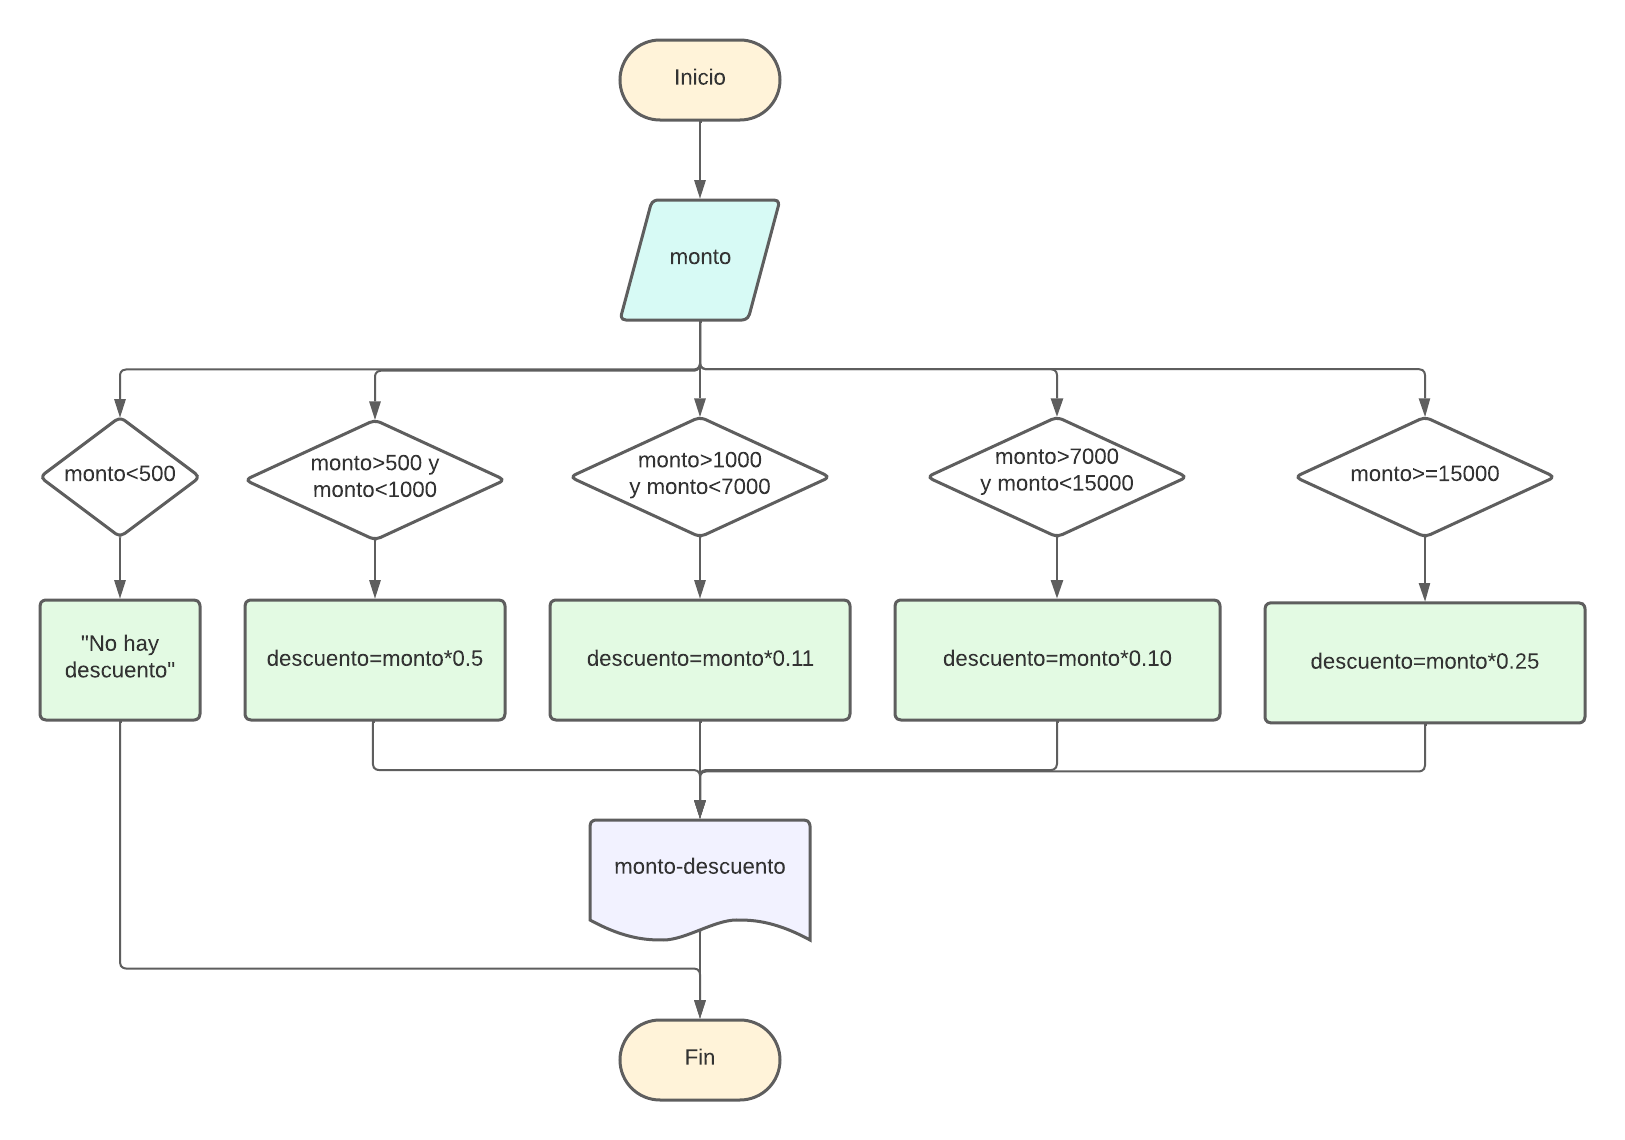 Inicio
monto
monto<500
monto>500 y
monto<1000
monto>1000
y monto<7000
monto>7000
y monto<15000
monto>=15000
"No hay
descuento"
descuento=monto*0.5
descuento=monto*0.11
descuento=monto*0.10
descuento=monto*0.25
monto-descuento
Fin